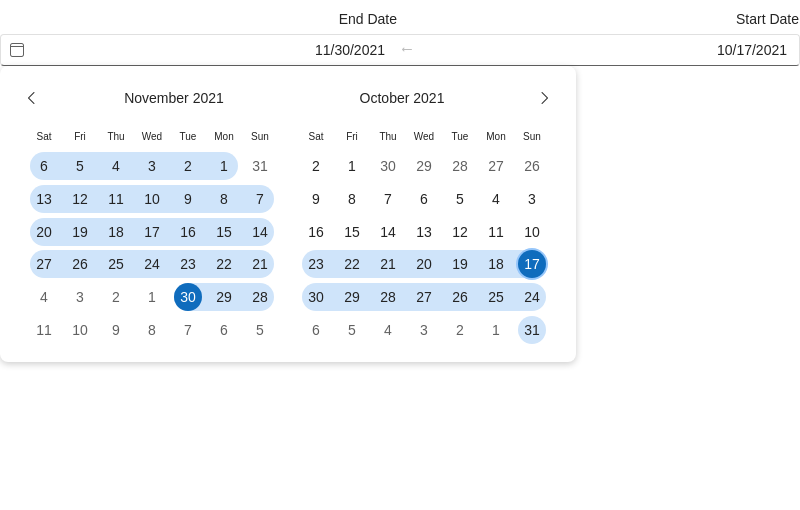 End Date Start Date
11/30/2021 ← 10/17/2021
November 2021 October 2021
Sat Fri Thu Wed Tue Mon Sun Sat Fri Thu Wed Tue Mon Sun
6 5 4 3 2 1 31 2 1 30 29 28 27 26
13 12 11 10 9 8 7 9 8 7 6 5 4 3
20 19 18 17 16 15 14 16 15 14 13 12 11 10
27 26 25 24 23 22 21 23 22 21 20 19 18 17
4 3 2 1 30 29 28 30 29 28 27 26 25 24
11 10 9 8 7 6 5 6 5 4 3 2 1 31